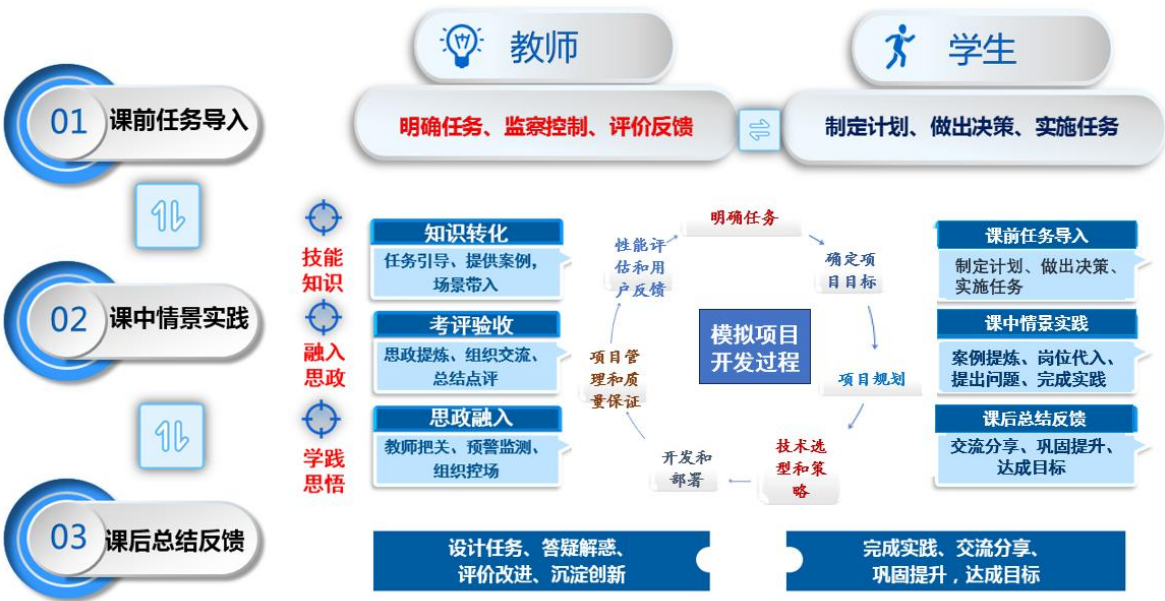 教师
学生
01 课前任务导入
明确任务、监察控制、评价反馈
制定计划、做出决策、实施任务
02 课中情景实践
03 课后总结反馈
技能
知识
融入
思政
学践
思悟
知识转化
任务引导、提供案例，
场景带入
考评验收
思政提炼、组织交流、
总结点评
思政融入
教师把关、预警监测、
组织控场
明确任务
确定项
目目标
项目规划
技术选
型和策
略
开发和
部署
项目管
理和质
量保证
性能评
估和用
户反馈
模拟项目
开发过程
课前任务导入
制定计划、做出决策、
实施任务
课中情景实践
案例提炼、岗位代入、
提出问题、完成实践
课后总结反馈
交流分享、巩固提升、
达成目标
设计任务、答疑解惑、
评价改进、沉淀创新
完成实践、交流分享、
巩固提升，达成目标